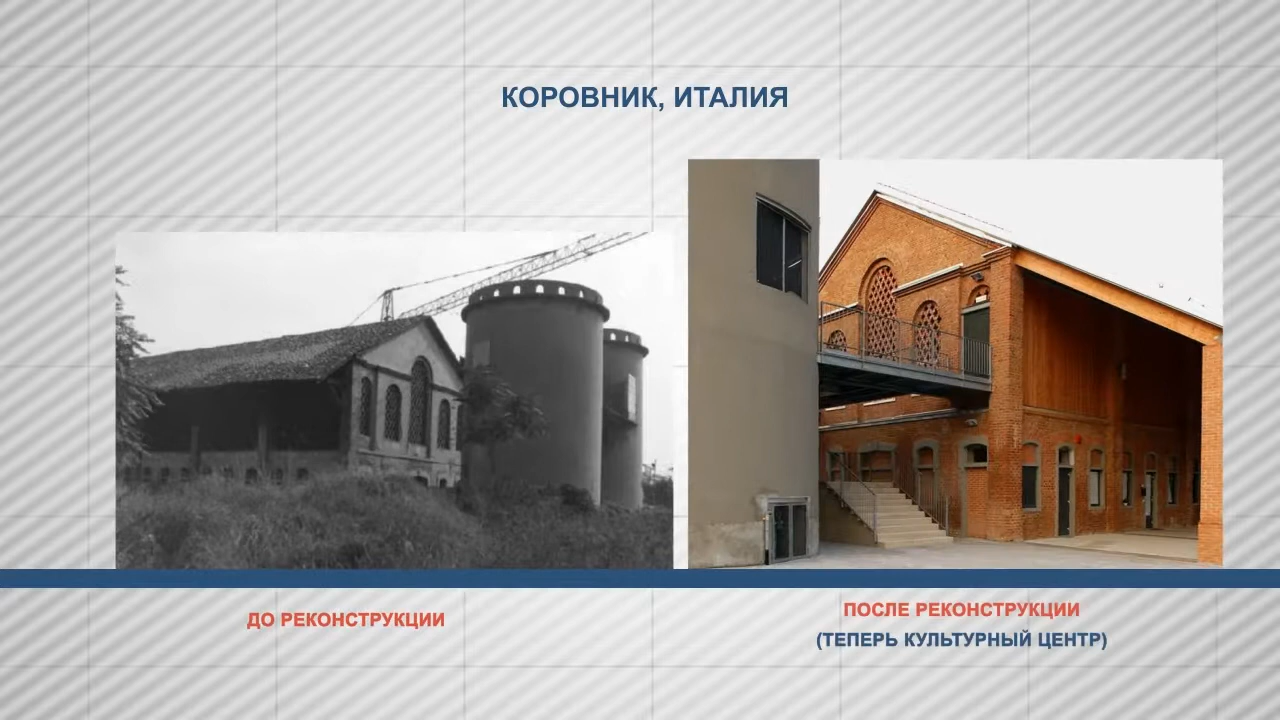 КОРОВНИК, ИТАЛИЯ
ДО РЕКОНСТРУКЦИИ
ПОСЛЕ РЕКОНСТРУКЦИИ
(ТЕПЕРЬ КУЛЬТУРНЫЙ ЦЕНТР)